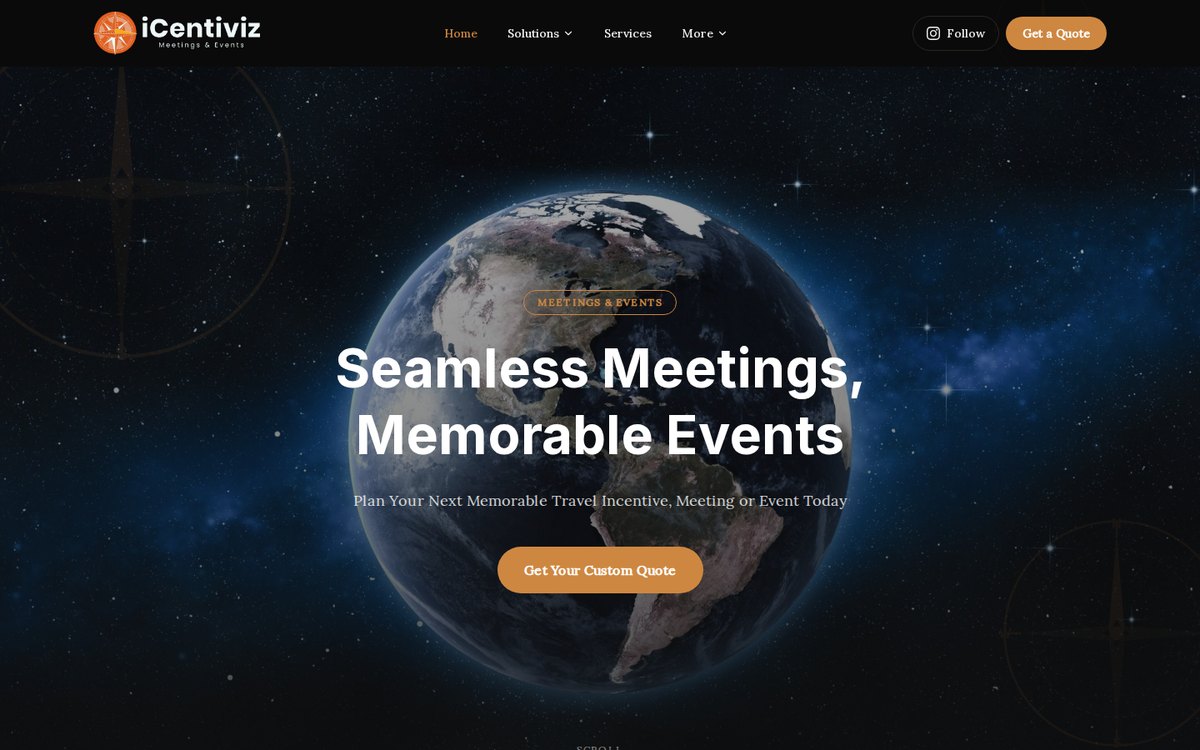 iCentiviz
Meetings & Events
Home
Solutions
Services
More
Follow
Get a Quote
MEETINGS & EVENTS
Seamless Meetings,
Memorable Events
Plan Your Next Memorable Travel Incentive, Meeting or Event Today
Get Your Custom Quote
SCROLL